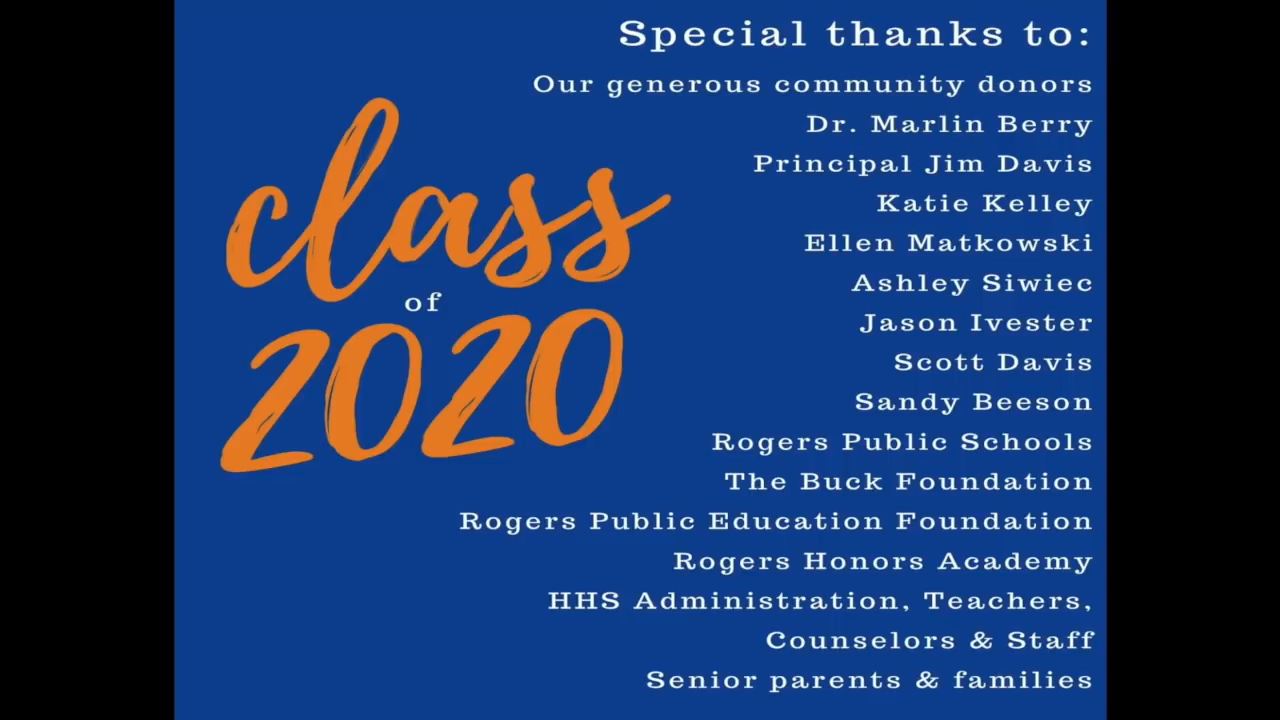 class
of
2020
Special thanks to:
Our generous community donors
Dr. Marlin Berry
Principal Jim Davis
Katie Kelley
Ellen Matkowski
Ashley Siwiec
Jason Ivester
Scott Davis
Sandy Beeson
Rogers Public Schools
The Buck Foundation
Rogers Public Education Foundation
Rogers Honors Academy
HHS Administration, Teachers,
Counselors & Staff
Senior parents & families